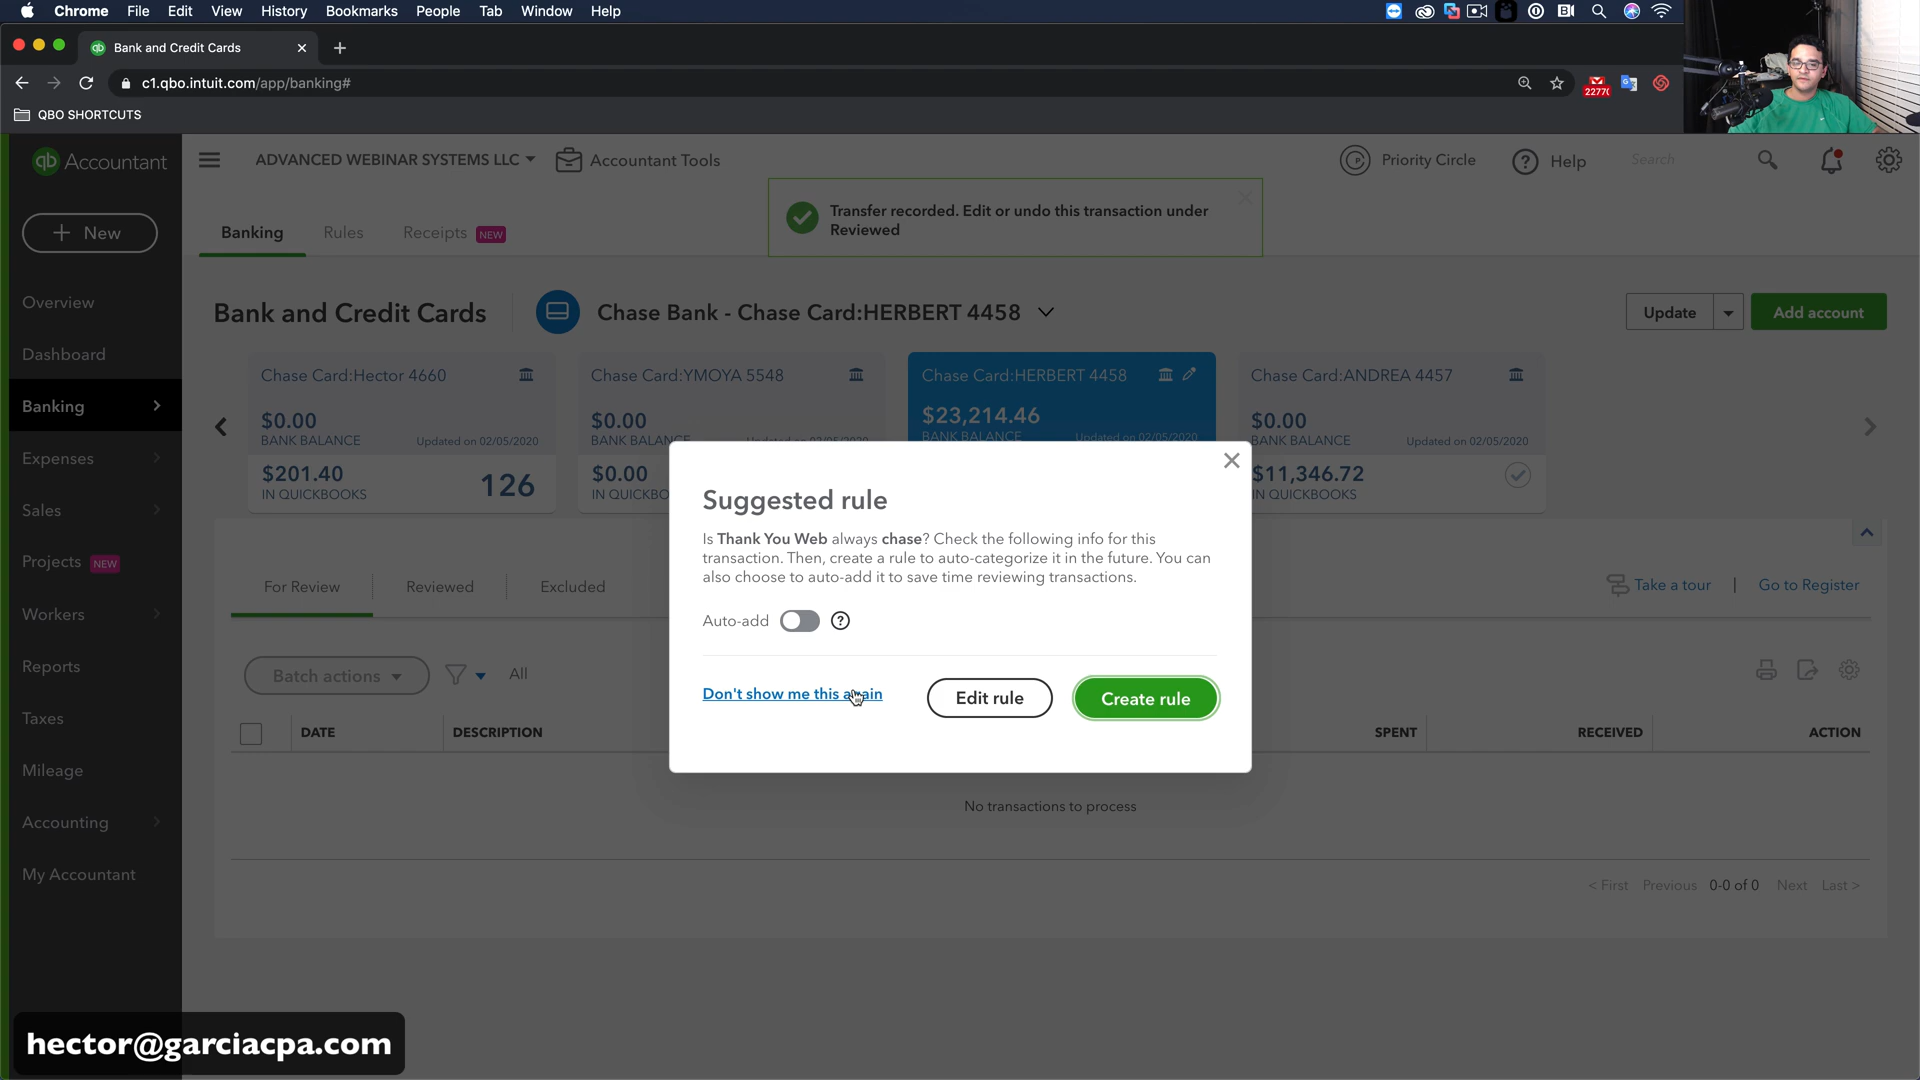 Chrome File Edit View History Bookmarks People Tab Window Help
Bank and Credit Cards
c1.qbo.intuit.com/app/banking#
QBO SHORTCUTS
qb Accountant
ADVANCED WEBINAR SYSTEMS LLC
Accountant Tools
Priority Circle
Help
Search
+ New
Banking
Rules
Receipts NEW
Transfer recorded. Edit or undo this transaction under
Reviewed
Overview
Dashboard
Banking
Expenses
Sales
Projects NEW
Workers
Reports
Taxes
Mileage
Accounting
My Accountant
Bank and Credit Cards
Chase Bank - Chase Card:HERBERT 4458
Update
Add account
Chase Card:Hector 4660
$0.00
BANK BALANCE Updated on 02/05/2020
$201.40
IN QUICKBOOKS
126
Chase Card:YMOYA 5548
$0.00
BANK BALANCE Updated on 02/05/2020
$0.00
Chase Card:HERBERT 4458
$23,214.46
BANK BALANCE Updated on 02/05/2020
Chase Card:ANDREA 4457
$0.00
BANK BALANCE Updated on 02/05/2020
$11,346.72
IN QUICKBOOKS
Suggested rule
Is Thank You Web always chase? Check the following info for this
transaction. Then, create a rule to auto-categorize it in the future. You can
also choose to auto-add it to save time reviewing transactions.
Auto-add
Don't show me this again
Edit rule
Create rule
For Review
Reviewed
Excluded
Take a tour | Go to Register
Batch actions
All
DATE
DESCRIPTION
SPENT
RECEIVED
ACTION
No transactions to process
< First Previous 0-0 of 0 Next Last >
hector@garciacpa.com